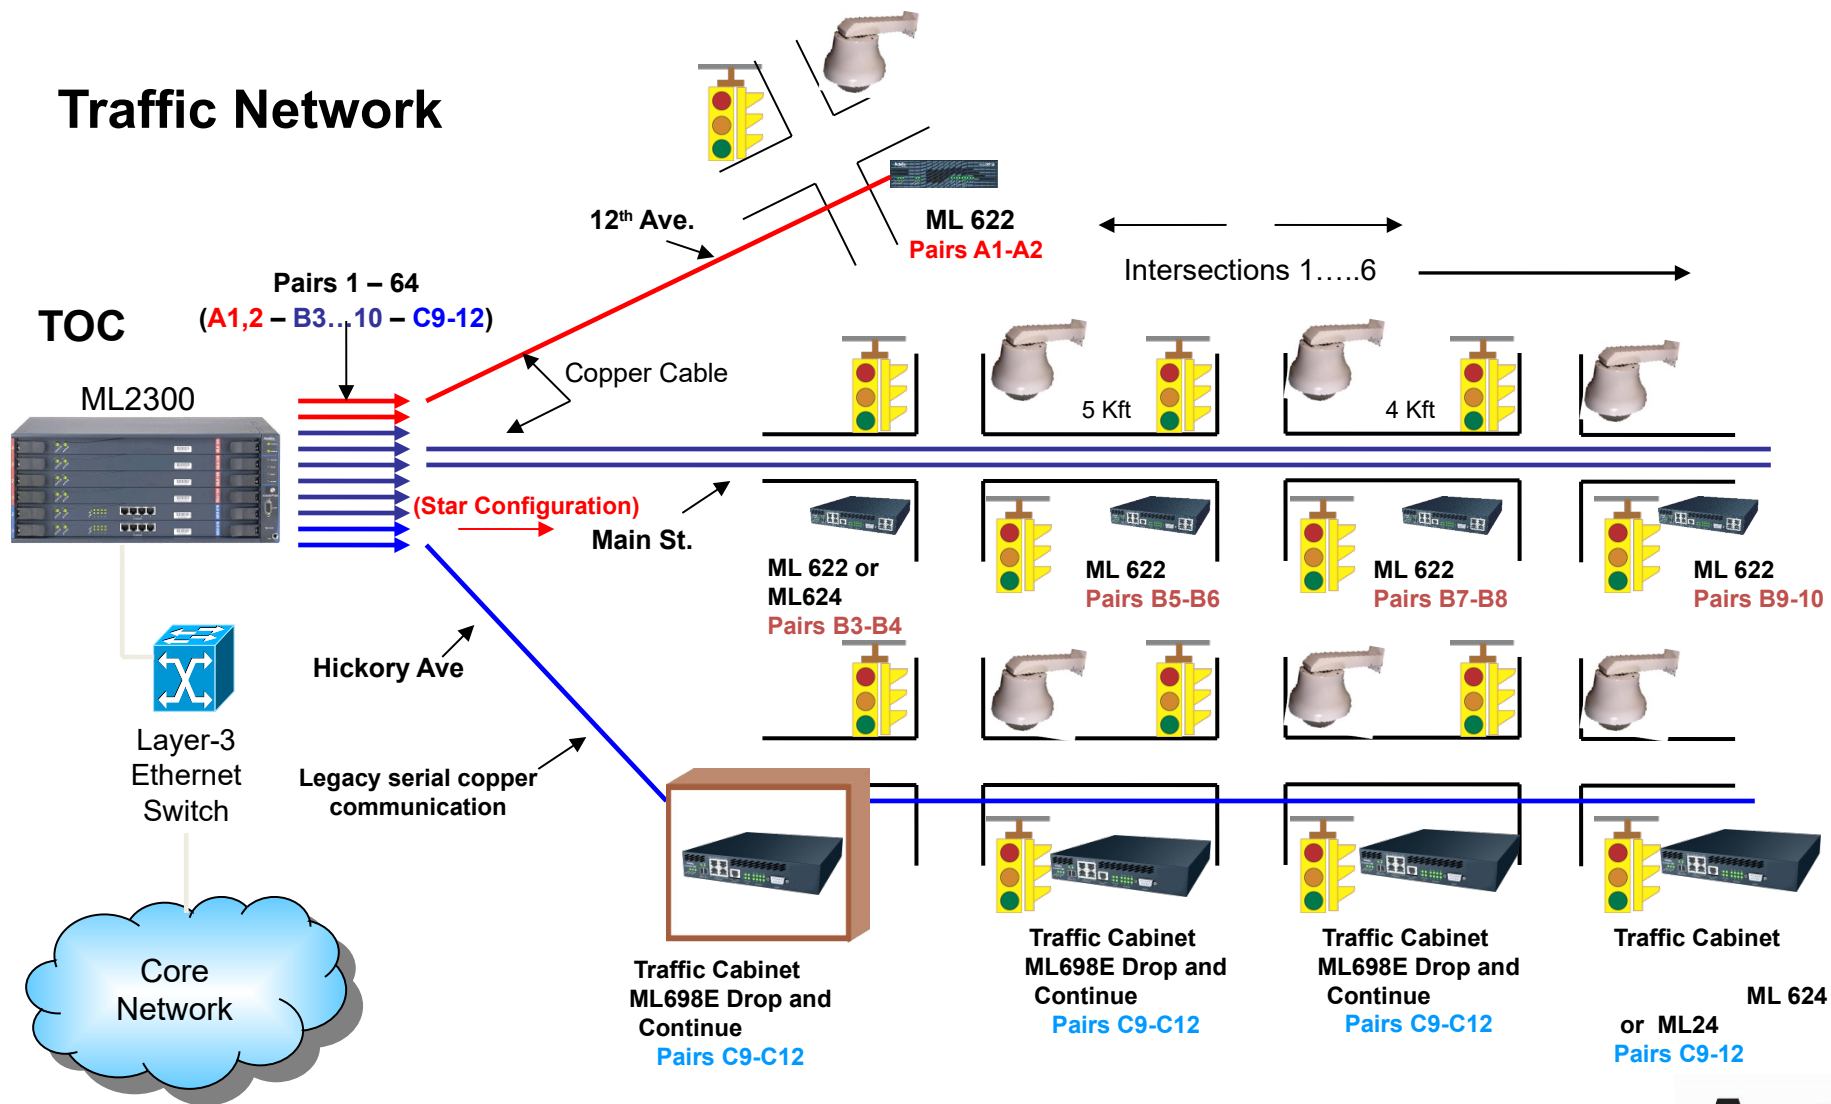 Traffic Network
12th Ave.
ML 622
Pairs A1-A2
Intersections 1…..6
Pairs 1 – 64
(A1,2 – B3…10 – C9-12)
TOC
ML2300
Copper Cable
5 Kft
4 Kft
(Star Configuration)
Main St.
ML 622 or
ML624
Pairs B3-B4
ML 622
Pairs B5-B6
ML 622
Pairs B7-B8
ML 622
Pairs B9-10
Hickory Ave
Layer-3
Ethernet
Switch
Legacy serial copper
communication
Core
Network
Traffic Cabinet
ML698E Drop and
Continue
Pairs C9-C12
Traffic Cabinet
ML698E Drop and
Continue
Pairs C9-C12
Traffic Cabinet
ML698E Drop and
Continue
Pairs C9-C12
Traffic Cabinet
ML 624
or ML24
Pairs C9-12